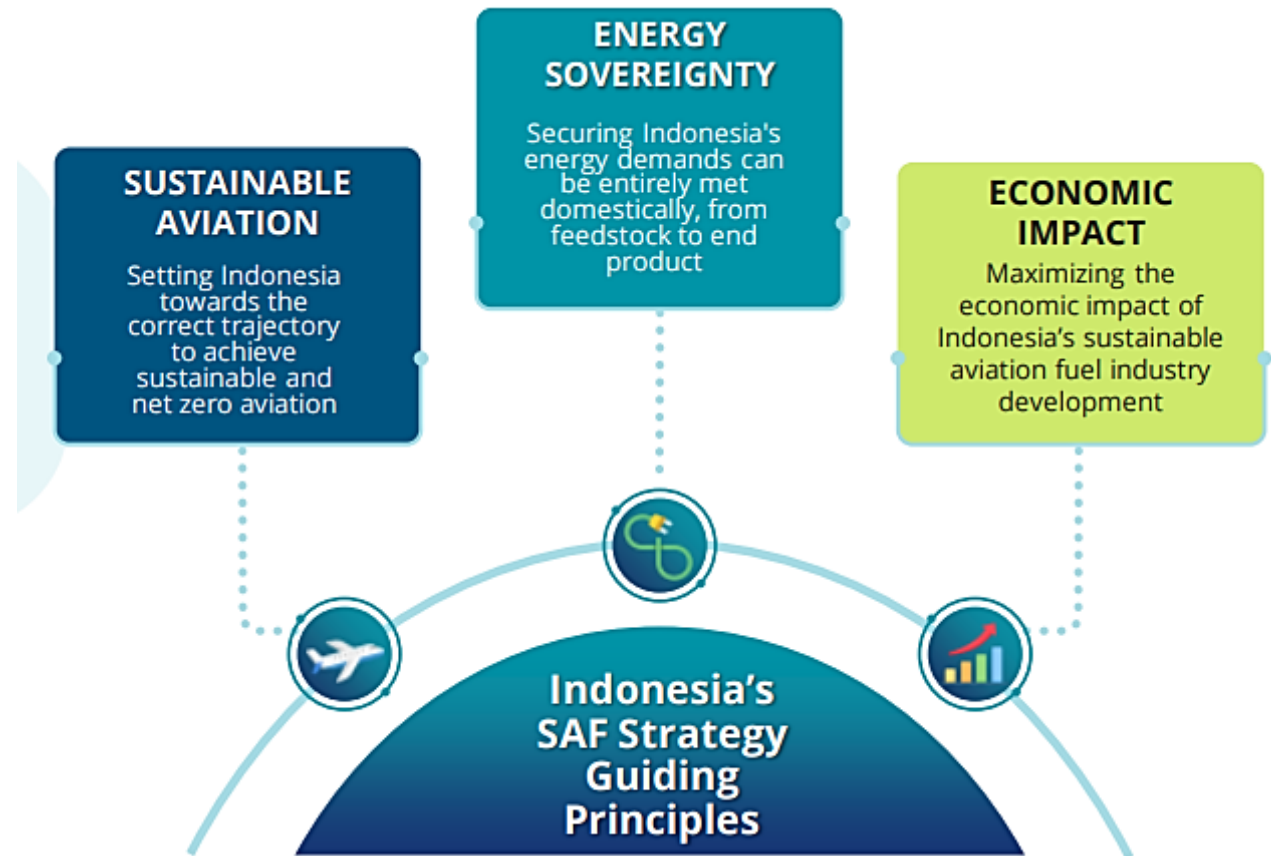 ENERGY
SOVEREIGNTY
Securing Indonesia's
energy demands can
be entirely met
domestically, from
feedstock to end
product
SUSTAINABLE
AVIATION
Setting Indonesia
towards the
correct trajectory
to achieve
sustainable and
net zero aviation
ECONOMIC
IMPACT
Maximizing the
economic impact of
Indonesia’s sustainable
aviation fuel industry
development
Indonesia’s
SAF Strategy
Guiding
Principles